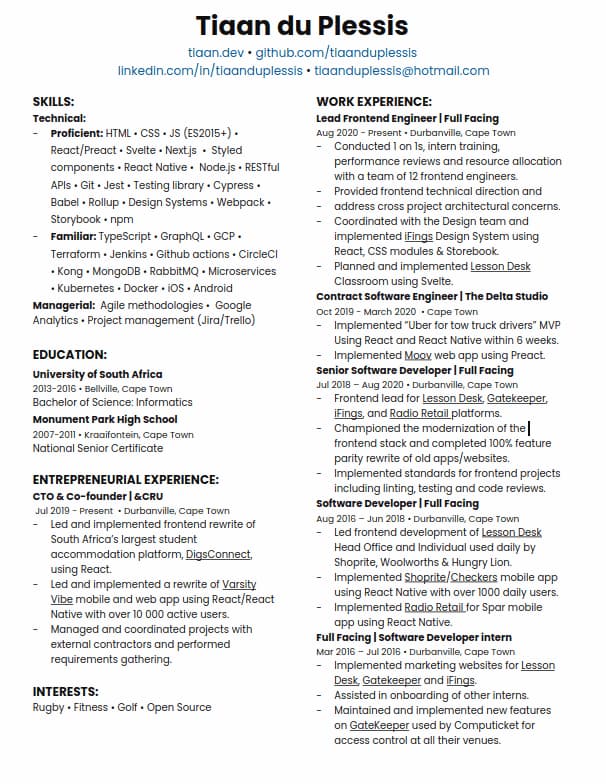 Tiaan du Plessis
tiaan.dev • github.com/tiaanduplessis
linkedin.com/in/tiaanduplessis • tiaanduplessis@hotmail.com
SKILLS:
Technical:
- Proficient: HTML • CSS • JS (ES2015+) •
React/Preact • Svelte • Next.js • Styled
components • React Native • Node.js • RESTful
APIs • Git • Jest • Testing library • Cypress •
Babel • Rollup • Design Systems • Webpack •
Storybook • npm
- Familiar: TypeScript • GraphQL • GCP •
Terraform • Jenkins • Github actions • CircleCI
• Kong • MongoDB • RabbitMQ • Microservices
• Kubernetes • Docker • iOS • Android
Managerial: Agile methodologies • Google
Analytics • Project management (Jira/Trello)
EDUCATION:
University of South Africa
2013-2016 • Bellville, Cape Town
Bachelor of Science: Informatics
Monument Park High School
2007-2011 • Kraaifontein, Cape Town
National Senior Certificate
ENTREPRENEURIAL EXPERIENCE:
CTO & Co-founder | &CRU
Jul 2019 - Present • Durbanville, Cape Town
- Led and implemented frontend rewrite of
South Africa's largest student
accommodation platform, DigsConnect,
using React.
- Led and implemented a rewrite of Varsity
Vibe mobile and web app using React/React
Native with over 10 000 active users.
- Managed and coordinated projects with
external contractors and performed
requirements gathering.
INTERESTS:
Rugby • Fitness • Golf • Open Source
WORK EXPERIENCE:
Lead Frontend Engineer | Full Facing
Aug 2020 - Present • Durbanville, Cape Town
- Conducted 1 on 1s, intern training,
performance reviews and resource allocation
with a team of 12 frontend engineers.
- Provided frontend technical direction and
- address cross project architectural concerns.
- Coordinated with the Design team and
implemented iFings Design System using
React, CSS modules & Storebook.
- Planned and implemented Lesson Desk
Classroom using Svelte.
Contract Software Engineer | The Delta Studio
Oct 2019 - March 2020 • Cape Town
- Implemented "Uber for tow truck drivers" MVP
Using React and React Native within 6 weeks.
- Implemented Moov web app using Preact.
Senior Software Developer | Full Facing
Jul 2018 – Aug 2020 • Durbanville, Cape Town
- Frontend lead for Lesson Desk, Gatekeeper,
iFings, and Radio Retail platforms.
- Championed the modernization of the
frontend stack and completed 100% feature
parity rewrite of old apps/websites.
- Implemented standards for frontend projects
including linting, testing and code reviews.
Software Developer | Full Facing
Aug 2016 – Jun 2018 • Durbanville, Cape Town
- Led frontend development of Lesson Desk
Head Office and Individual used daily by
Shoprite, Woolworths & Hungry Lion.
- Implemented Shoprite/Checkers mobile app
using React Native with over 1000 daily users.
- Implemented Radio Retail for Spar mobile
app using React Native.
Full Facing | Software Developer intern
Mar 2016 – Jul 2016 • Durbanville, Cape Town
- Implemented marketing websites for Lesson
Desk, Gatekeeper and iFings.
- Assisted in onboarding of other interns.
- Maintained and implemented new features
on GateKeeper used by Computicket for
access control at all their venues.